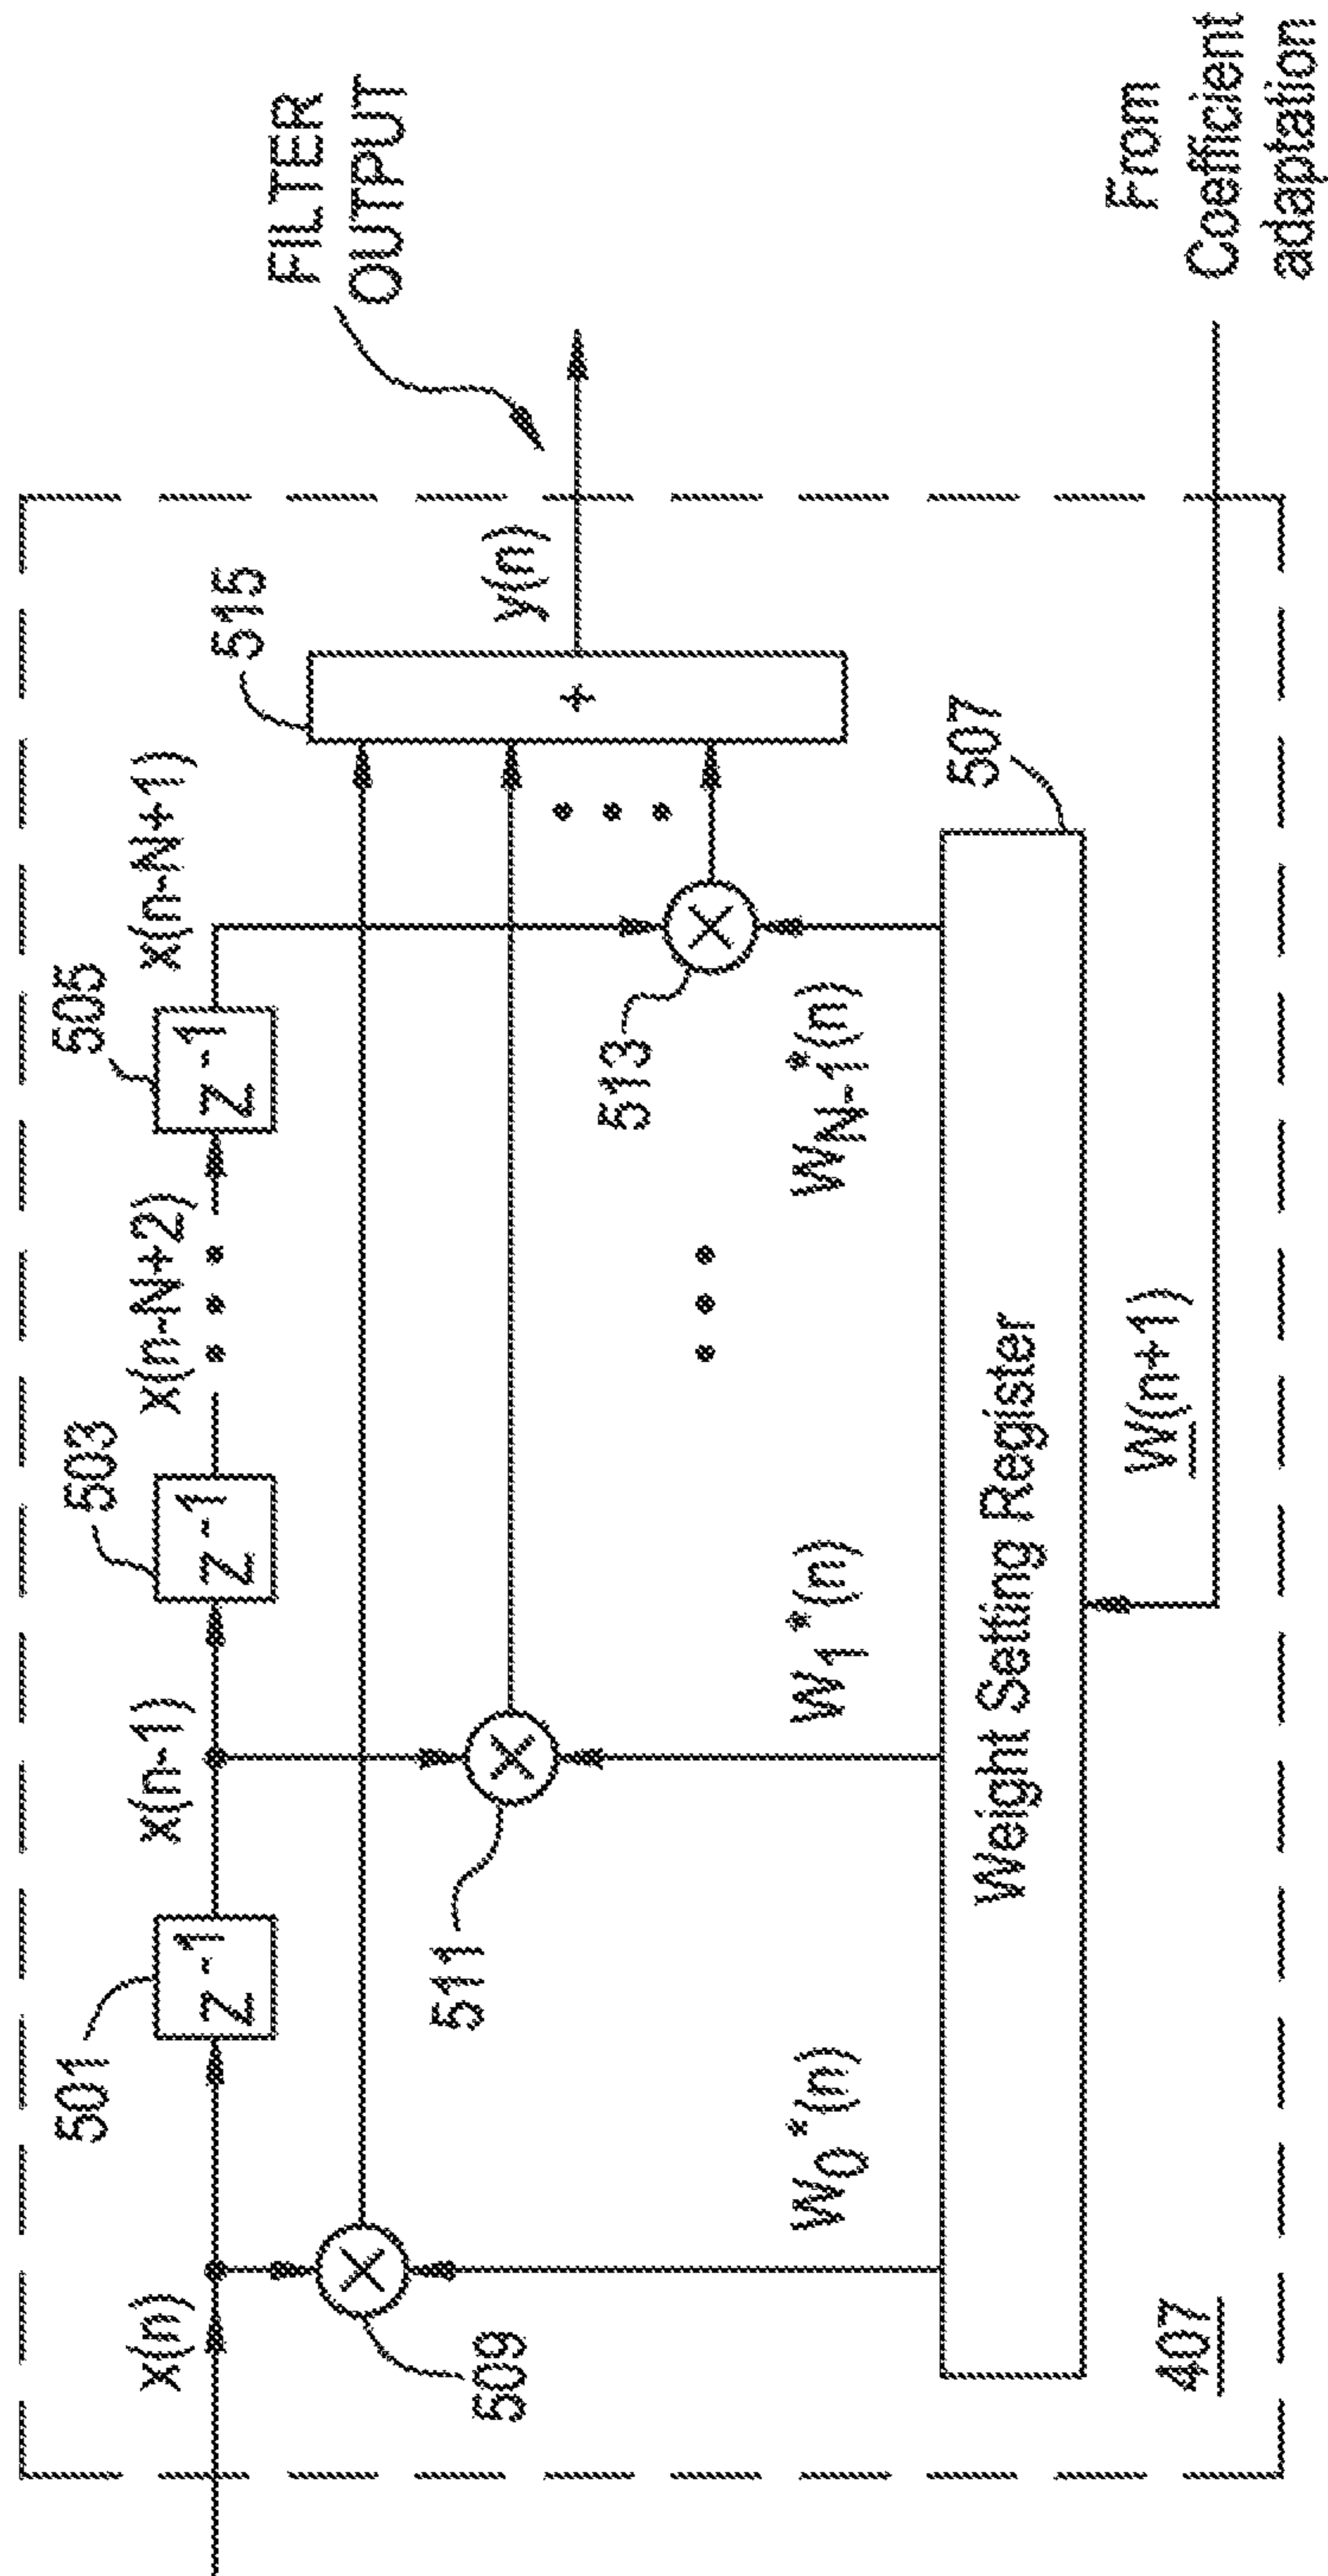 x(n)
501
z⁻¹
x(n-1)
503
z⁻¹
x(n-N+2)
505
z⁻¹
x(n-N+1)
515
+
y(n)
FILTER
OUTPUT
509
511
513
W₀*(n)
W₁*(n)
W_{N-1}*(n)
507
Weight Setting Register
W(n+1)
407
From
Coefficient
adaptation